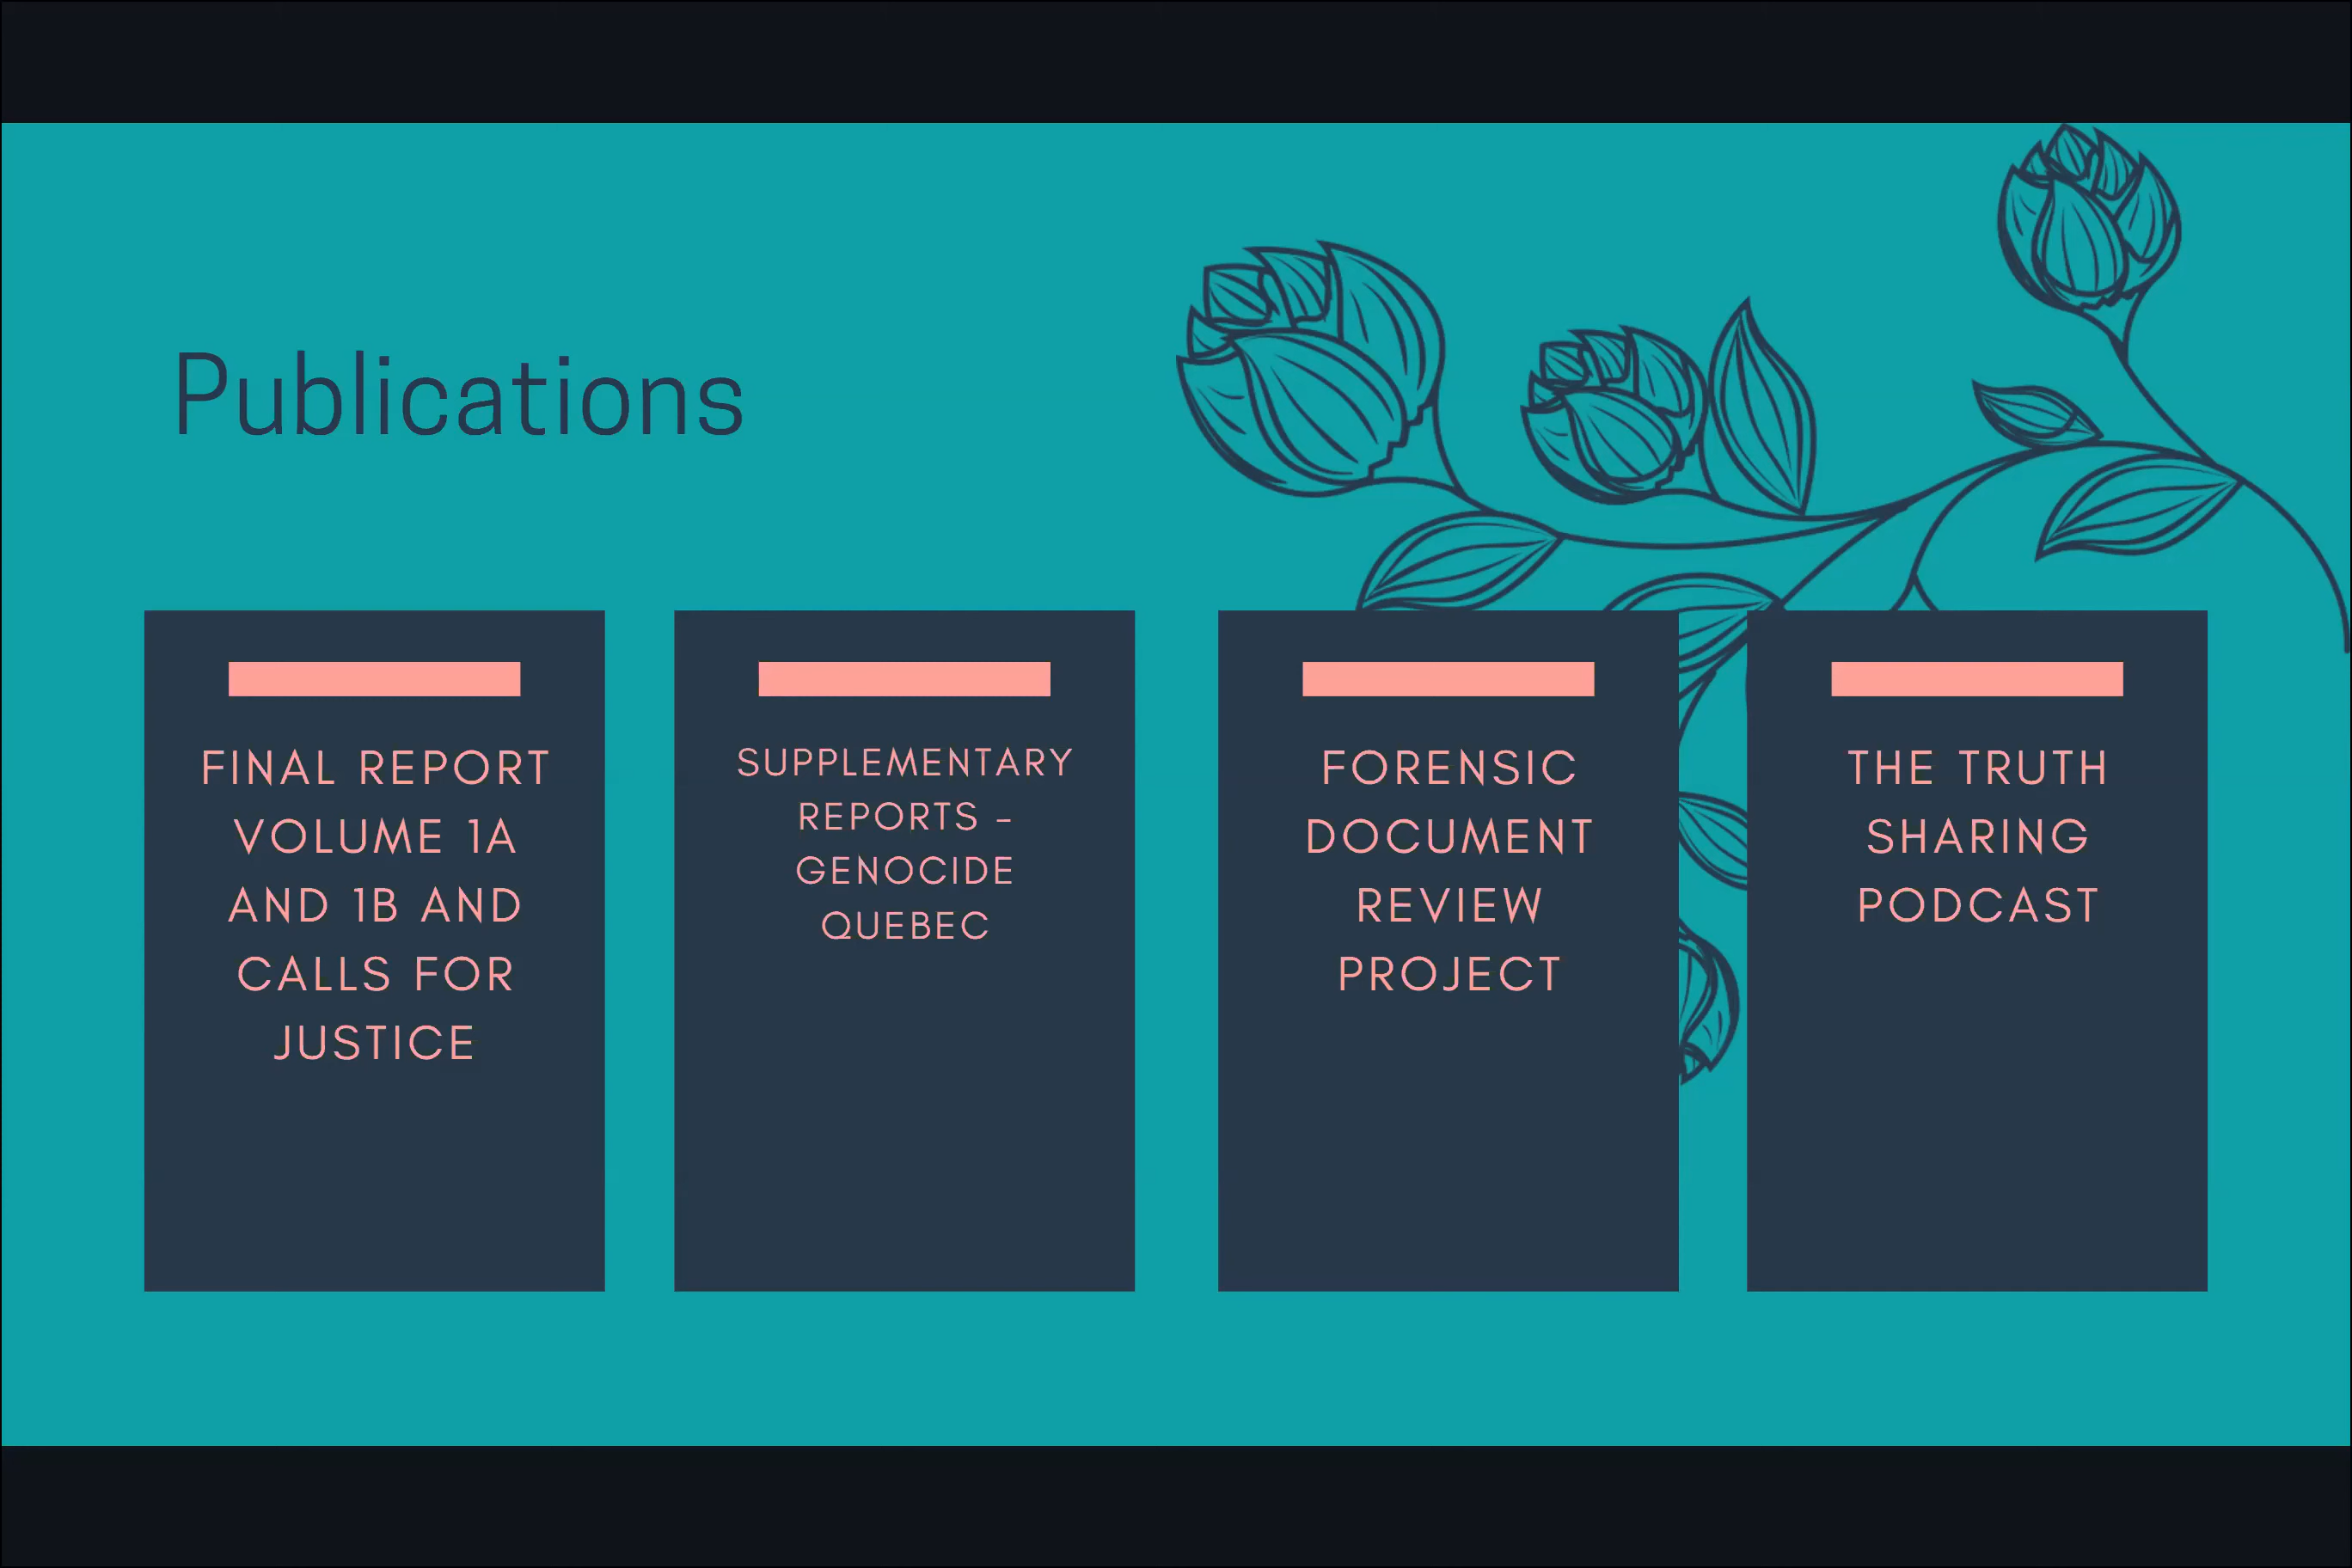 Publications
FINAL REPORT
VOLUME 1A
AND 1B AND
CALLS FOR
JUSTICE
SUPPLEMENTARY
REPORTS -
GENOCIDE
QUEBEC
FORENSIC
DOCUMENT
REVIEW
PROJECT
THE TRUTH
SHARING
PODCAST